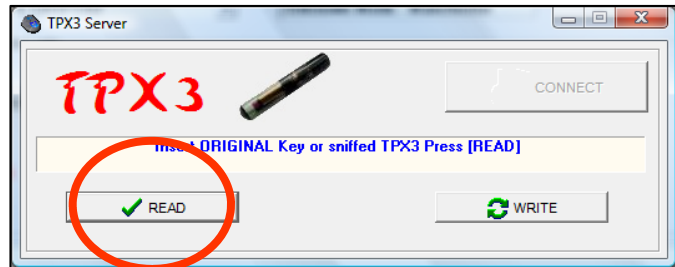 TPX3 Server
TPX3
CONNECT
Insert ORIGINAL Key or sniffed TPX3 Press [READ]
READ
WRITE